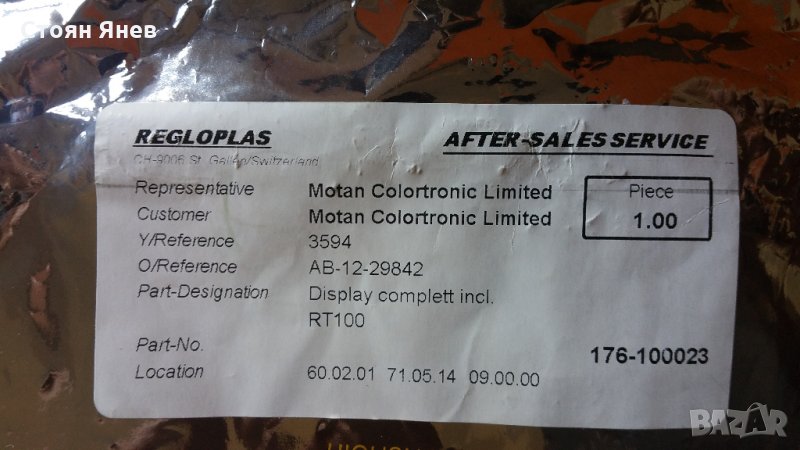 Стоян Янев
REGLOPLAS AFTER-SALES SERVICE
CH-9006 St. Gallen/Switzerland
Representative Motan Colortronic Limited Piece
Customer Motan Colortronic Limited 1.00
Y/Reference 3594
O/Reference AB-12-29842
Part-Designation Display complett incl.
RT100
Part-No. 176-100023
Location 60.02.01 71.05.14 09.00.00
BAZAR